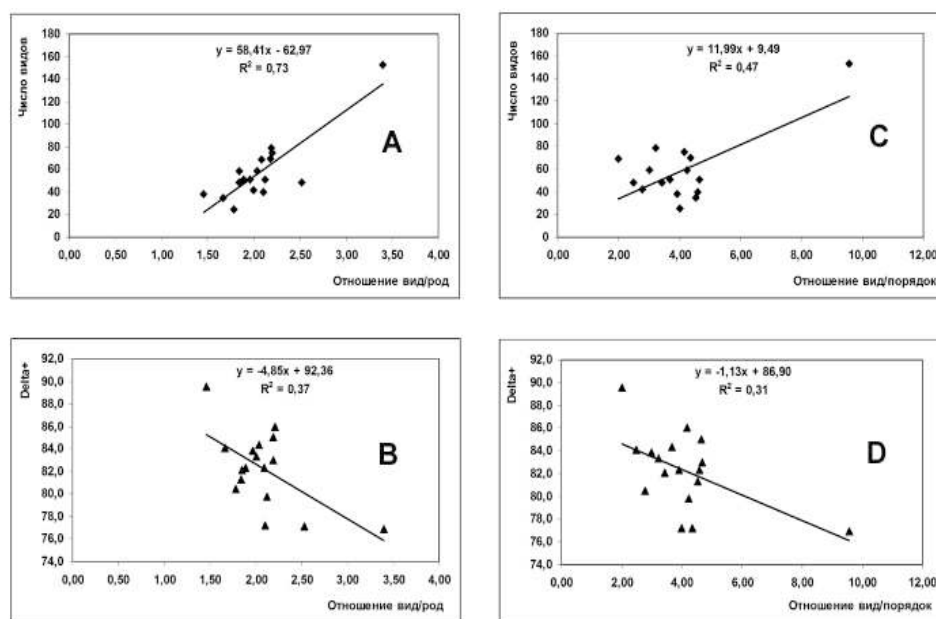 y = 58,41x - 62,97
R² = 0,73
Число видов
180
160
140
120
100
80
60
40
20
0
A
0,00 0,50 1,00 1,50 2,00 2,50 3,00 3,50 4,00
Отношение вид/род
y = 11,99x + 9,49
R² = 0,47
Число видов
180
160
140
120
100
80
60
40
20
0
C
0,00 2,00 4,00 6,00 8,00 10,00 12,00
Отношение вид/порядок
y = -4,85x + 92,36
R² = 0,37
Delta+
92,0
90,0
88,0
86,0
84,0
82,0
80,0
78,0
76,0
74,0
B
0,00 0,50 1,00 1,50 2,00 2,50 3,00 3,50 4,00
Отношение вид/род
y = -1,13x + 86,90
R² = 0,31
Delta+
92,0
90,0
88,0
86,0
84,0
82,0
80,0
78,0
76,0
74,0
D
0,00 2,00 4,00 6,00 8,00 10,00 12,00
Отношение вид/порядок